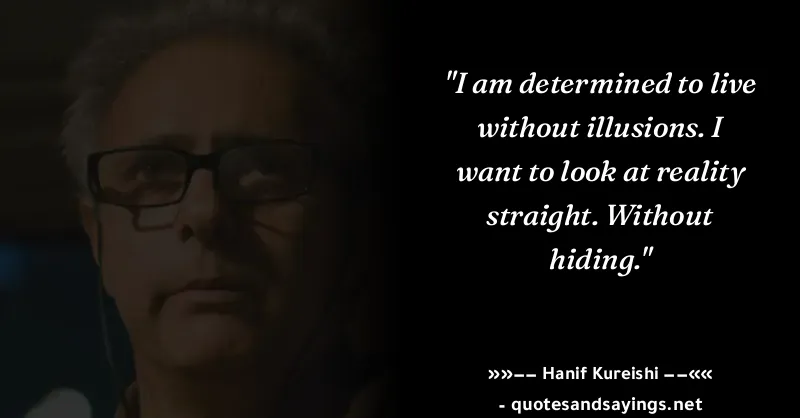 "I am determined to live
without illusions. I
want to look at reality
straight. Without
hiding."
»»−− Hanif Kureishi −−««
- quotesandsayings.net